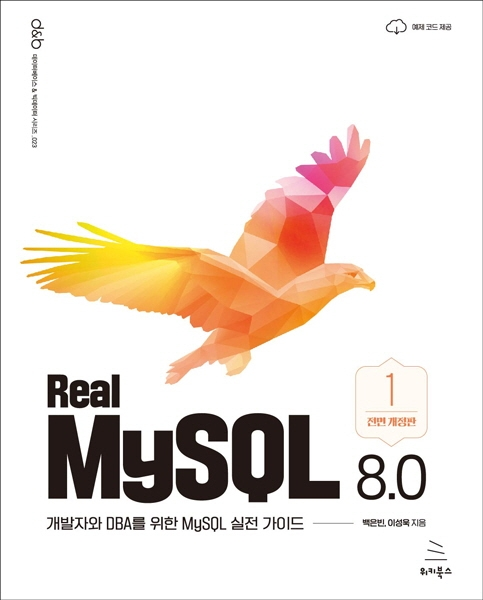 d&b
데이터베이스 & 빅데이터 시리즈_023
예제 코드 제공
Real
MySQL 8.0
1
전면 개정판
개발자와 DBA를 위한 MySQL 실전 가이드
백은빈, 이성욱 지음
위키북스